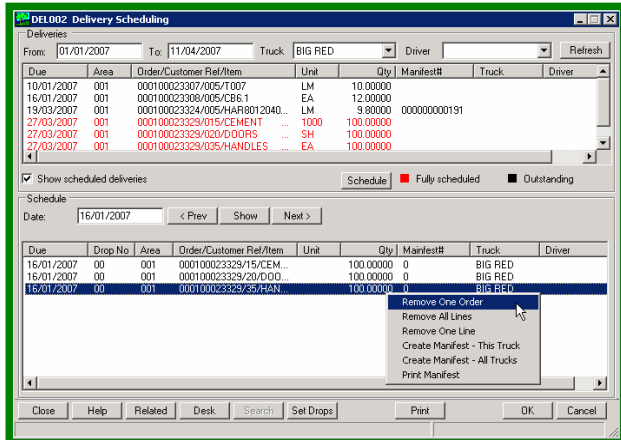 DEL002 Delivery Scheduling
Deliveries
From: 01/01/2007 To: 11/04/2007 Truck BIG RED Driver Refresh
Due Area Order/Customer Ref/Item Unit Qty Manifest# Truck Driver
10/01/2007 001 000100023307/005/T007 LM 10.00000
16/01/2007 001 000100023308/005/CB6.1 EA 12.00000
19/03/2007 001 000100023324/005/HAR8012040... LM 9.80000 000000000191
27/03/2007 001 000100023329/015/CEMENT ... 1000 100.00000
27/03/2007 001 000100023329/020/DOORS ... SH 100.00000
27/03/2007 001 000100023329/035/HANDLES ... EA 100.00000
Show scheduled deliveries Schedule Fully scheduled Outstanding
Schedule
Date: 16/01/2007 < Prev Show Next >
Due Drop No Area Order/Customer Ref/Item Unit Qty Mainfest# Truck Driver
16/01/2007 00 001 000100023329/15/CEM... 100.00000 0 BIG RED
16/01/2007 00 001 000100023329/20/DOO... 100.00000 0 BIG RED
16/01/2007 00 001 000100023329/35/HAN... 100.00000 0 BIG RED
Remove One Order
Remove All Lines
Remove One Line
Create Manifest - This Truck
Create Manifest - All Trucks
Print Manifest
Close Help Related Desk Search Set Drops Print OK Cancel